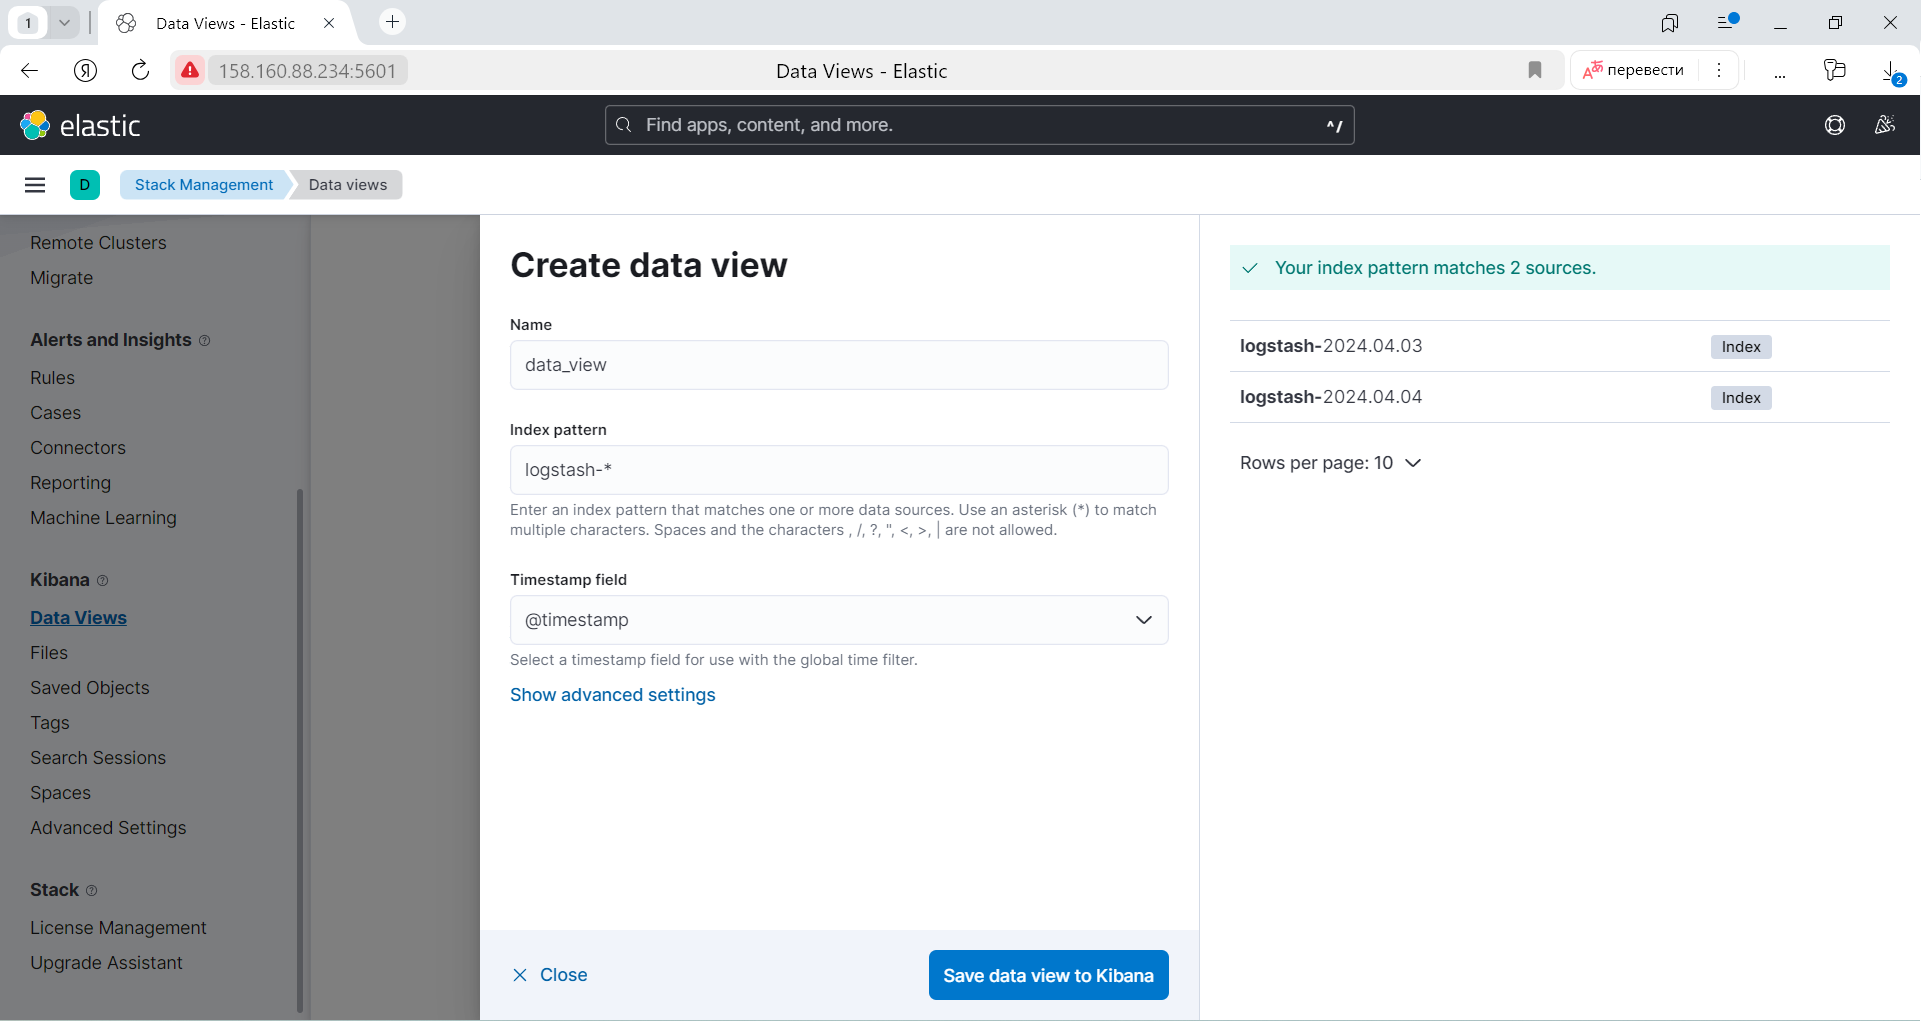 1
Data Views - Elastic
Я
158.160.88.234:5601
Data Views - Elastic
перевести
2
elastic
Find apps, content, and more.
^/
D
Stack Management
Data views
Remote Clusters
Migrate
Alerts and Insights
Rules
Cases
Connectors
Reporting
Machine Learning
Kibana
Data Views
Files
Saved Objects
Tags
Search Sessions
Spaces
Advanced Settings
Stack
License Management
Upgrade Assistant
Create data view
Name
data_view
Index pattern
logstash-*
Enter an index pattern that matches one or more data sources. Use an asterisk (*) to match
multiple characters. Spaces and the characters , /, ?, ", <, >, | are not allowed.
Timestamp field
@timestamp
Select a timestamp field for use with the global time filter.
Show advanced settings
Close
Save data view to Kibana
Your index pattern matches 2 sources.
logstash-2024.04.03 Index
logstash-2024.04.04 Index
Rows per page: 10